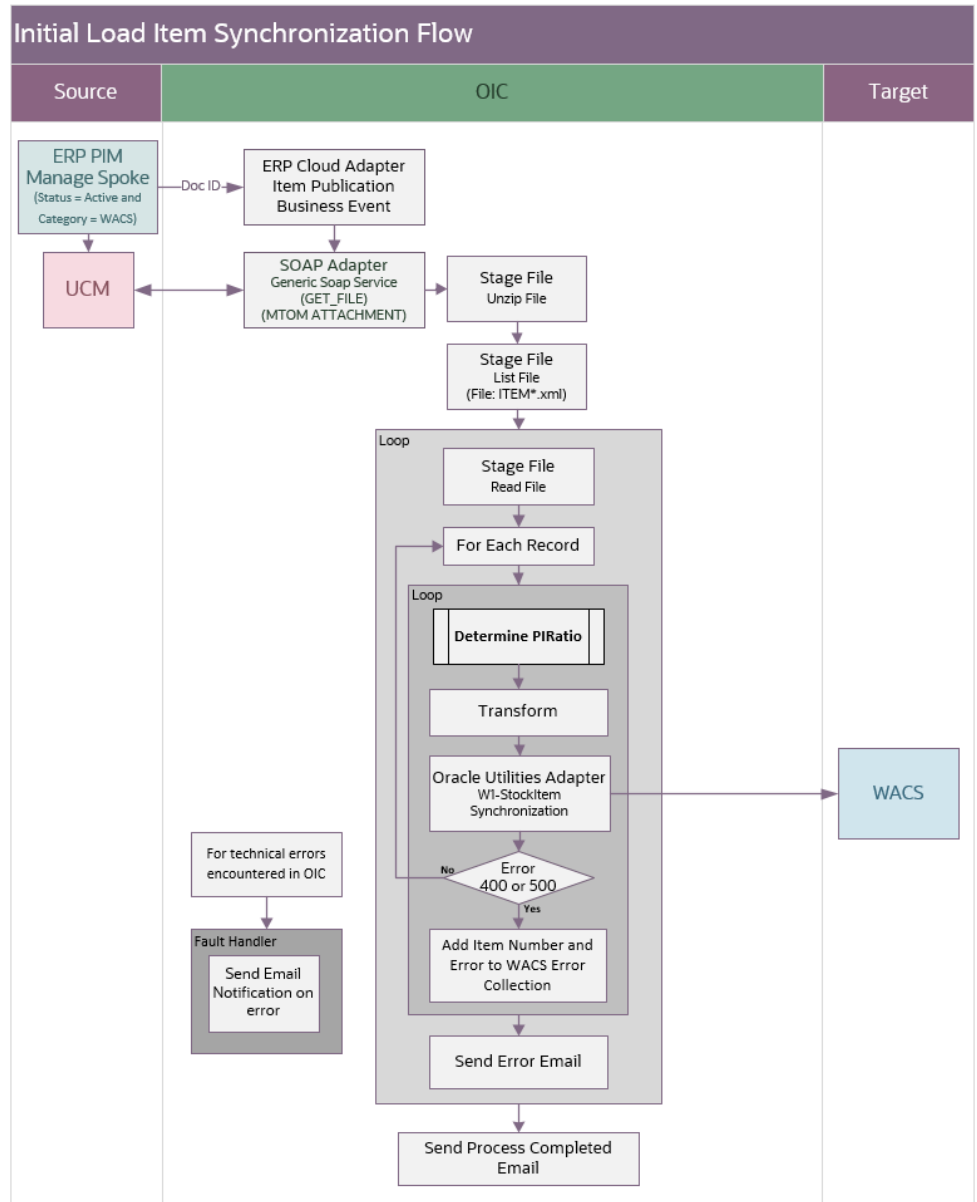 Initial Load Item Synchronization Flow
Source
OIC
Target
ERP PIM
Manage Spoke
(Status = Active and
Category = WACS)
Doc ID
ERP Cloud Adapter
Item Publication
Business Event
UCM
SOAP Adapter
Generic Soap Service
(GET_FILE)
(MTOM ATTACHMENT)
Stage File
Unzip File
Stage File
List File
(File: ITEM*.xml)
Loop
Stage File
Read File
For Each Record
Loop
Determine PIRatio
Transform
Oracle Utilities Adapter
W1-StockItem
Synchronization
WACS
Error
400 or 500
No
Yes
Add Item Number and
Error to WACS Error
Collection
For technical errors
encountered in OIC
Fault Handler
Send Email
Notification on
error
Send Error Email
Send Process Completed
Email